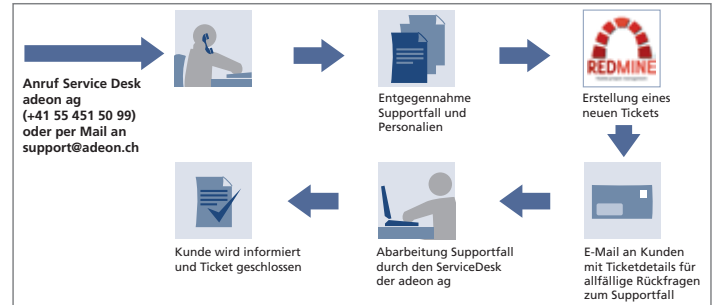 Anruf Service Desk
adeon ag
(+41 55 451 50 99)
oder per Mail an
support@adeon.ch
Entgegennahme
Supportfall und
Personalien
REDMINE
Erstellung eines
neuen Tickets
Kunde wird informiert
und Ticket geschlossen
Abarbeitung Supportfall
durch den ServiceDesk
der adeon ag
E-Mail an Kunden
mit Ticketdetails für
allfällige Rückfragen
zum Supportfall